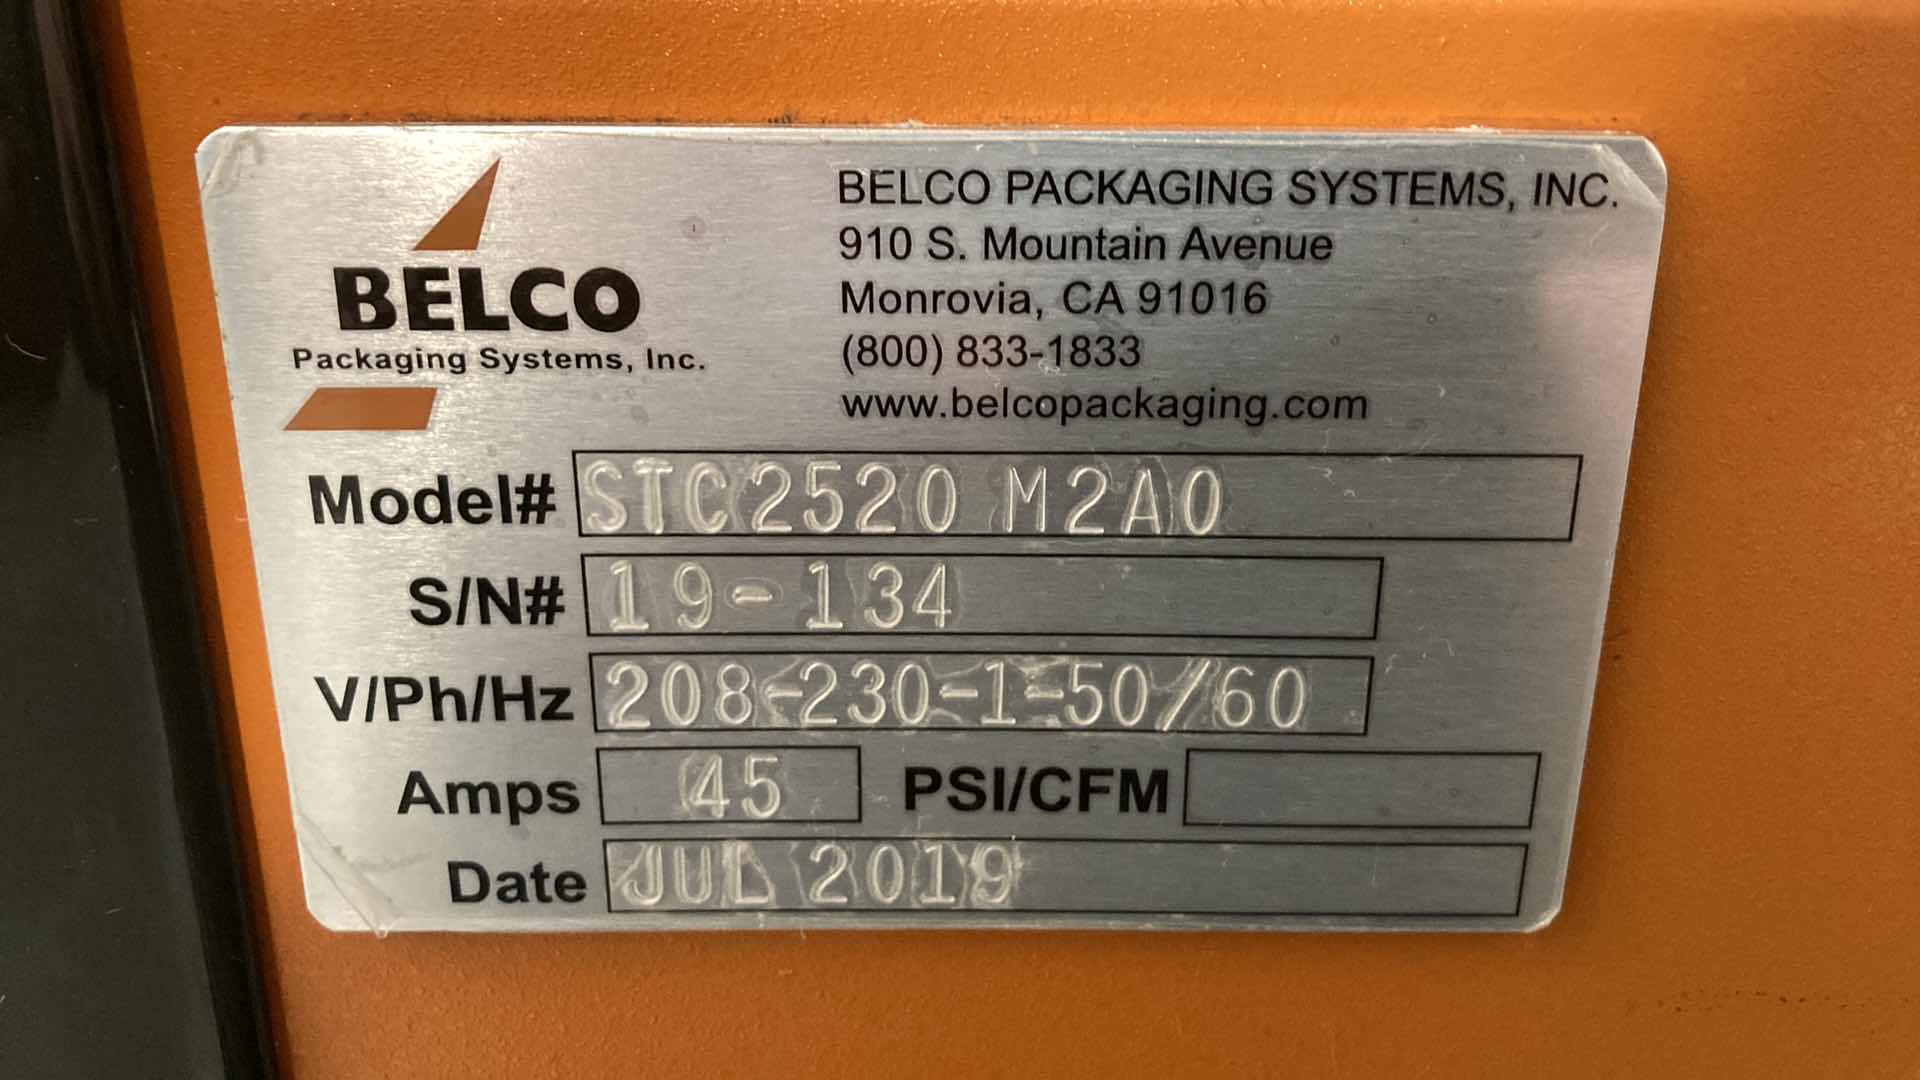 BELCO
Packaging Systems, Inc.
BELCO PACKAGING SYSTEMS, INC.
910 S. Mountain Avenue
Monrovia, CA 91016
(800) 833-1833
www.belcopackaging.com
Model# STC2520 M2A0
S/N# 19-134
V/Ph/Hz 208-230-1-50/60
Amps 45 PSI/CFM
Date JUL 2019